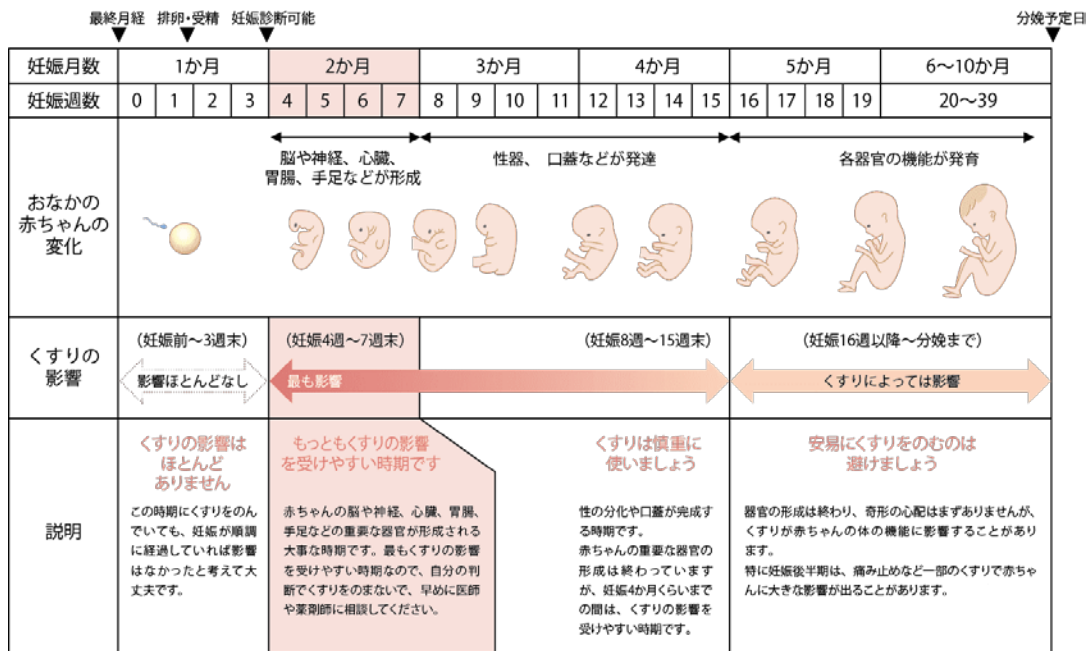 最終月経 排卵・受精 妊娠診断可能 分娩予定日
妊娠月数 1か月 2か月 3か月 4か月 5か月 6〜10か月
妊娠週数 0 1 2 3 4 5 6 7 8 9 10 11 12 13 14 15 16 17 18 19 20〜39
おなかの
赤ちゃんの
変化
脳や神経、心臓、
胃腸、手足などが形成
性器、口蓋などが発達
各器官の機能が発育
くすりの
影響
(妊娠前〜3週末)
影響ほとんどなし
(妊娠4週〜7週末)
最も影響
(妊娠8週〜15週末)
(妊娠16週以降〜分娩まで)
くすりによっては影響
説明
くすりの影響は
ほとんど
ありません
この時期にくすりをのん
でいても、妊娠が順調
に経過していれば影響
はなかったと考えて大
丈夫です。
もっともくすりの影響
を受けやすい時期です
赤ちゃんの脳や神経、心臓、胃腸、
手足などの重要な器官が形成される
大事な時期です。最もくすりの影響
を受けやすい時期なので、自分の判
断でくすりをのまないで、早めに医師
や薬剤師に相談してください。
くすりは慎重に
使いましょう
性の分化や口蓋が完成す
る時期です。
赤ちゃんの重要な器官の
形成は終わっています
が、妊娠4か月くらいまで
の間は、くすりの影響を
受けやすい時期です。
安易にくすりをのむのは
避けましょう
器官の形成は終わり、奇形の心配はまずありませんが、
くすりが赤ちゃんの体の機能に影響することがあり
ます。
特に妊娠後半期は、痛み止めなど一部のくすりで赤ちゃ
んに大きな影響が出ることがあります。